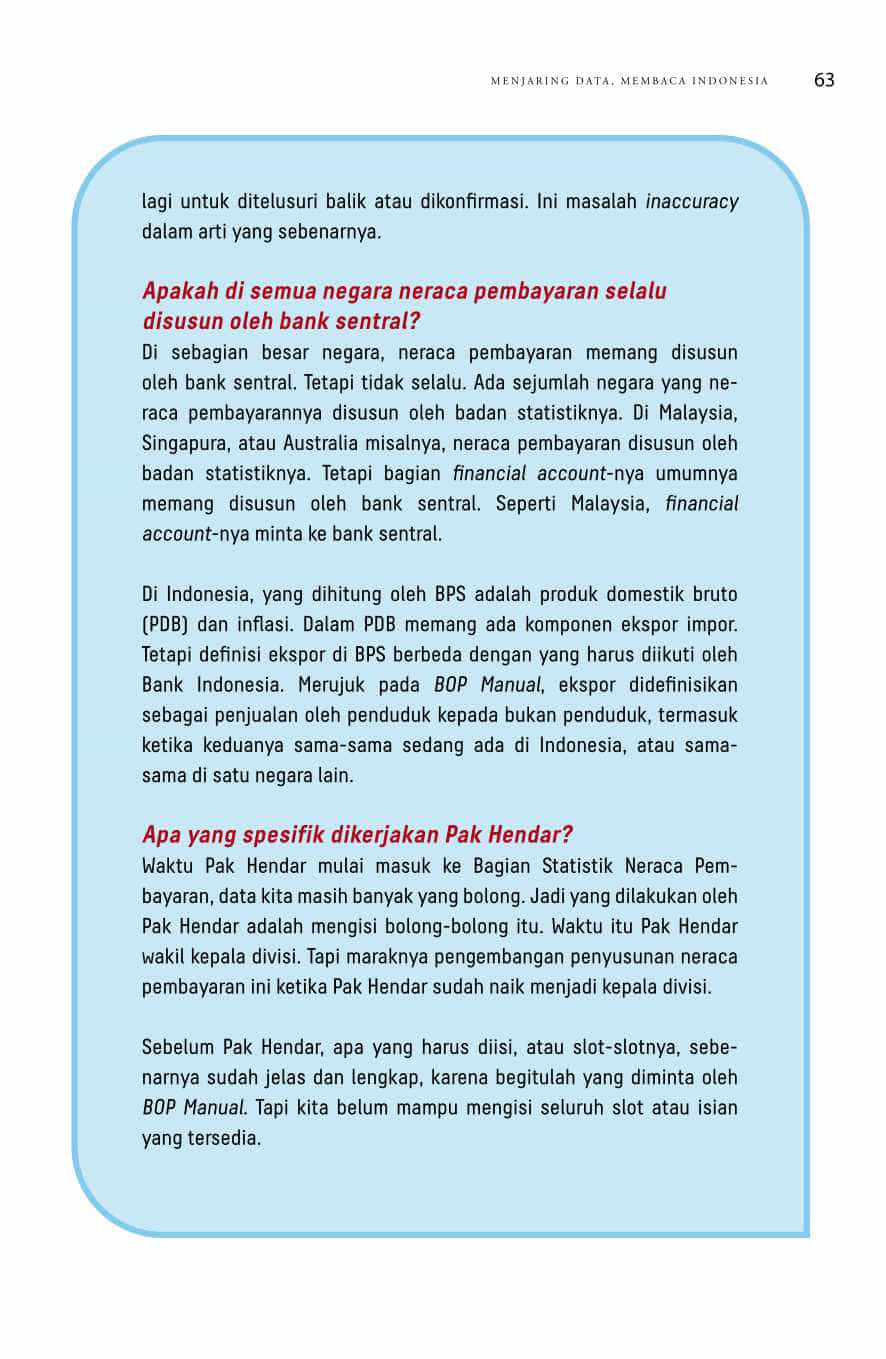 MENJARING DATA, MEMBACA INDONESIA 63
lagi untuk ditelusuri balik atau dikonfirmasi. Ini masalah inaccuracy
dalam arti yang sebenarnya.
Apakah di semua negara neraca pembayaran selalu
disusun oleh bank sentral?
Di sebagian besar negara, neraca pembayaran memang disusun
oleh bank sentral. Tetapi tidak selalu. Ada sejumlah negara yang ne-
raca pembayarannya disusun oleh badan statistiknya. Di Malaysia,
Singapura, atau Australia misalnya, neraca pembayaran disusun oleh
badan statistiknya. Tetapi bagian financial account-nya umumnya
memang disusun oleh bank sentral. Seperti Malaysia, financial
account-nya minta ke bank sentral.
Di Indonesia, yang dihitung oleh BPS adalah produk domestik bruto
(PDB) dan inflasi. Dalam PDB memang ada komponen ekspor impor.
Tetapi definisi ekspor di BPS berbeda dengan yang harus diikuti oleh
Bank Indonesia. Merujuk pada BOP Manual, ekspor didefinisikan
sebagai penjualan oleh penduduk kepada bukan penduduk, termasuk
ketika keduanya sama-sama sedang ada di Indonesia, atau sama-
sama di satu negara lain.
Apa yang spesifik dikerjakan Pak Hendar?
Waktu Pak Hendar mulai masuk ke Bagian Statistik Neraca Pem-
bayaran, data kita masih banyak yang bolong. Jadi yang dilakukan oleh
Pak Hendar adalah mengisi bolong-bolong itu. Waktu itu Pak Hendar
wakil kepala divisi. Tapi maraknya pengembangan penyusunan neraca
pembayaran ini ketika Pak Hendar sudah naik menjadi kepala divisi.
Sebelum Pak Hendar, apa yang harus diisi, atau slot-slotnya, sebe-
narnya sudah jelas dan lengkap, karena begitulah yang diminta oleh
BOP Manual. Tapi kita belum mampu mengisi seluruh slot atau isian
yang tersedia.